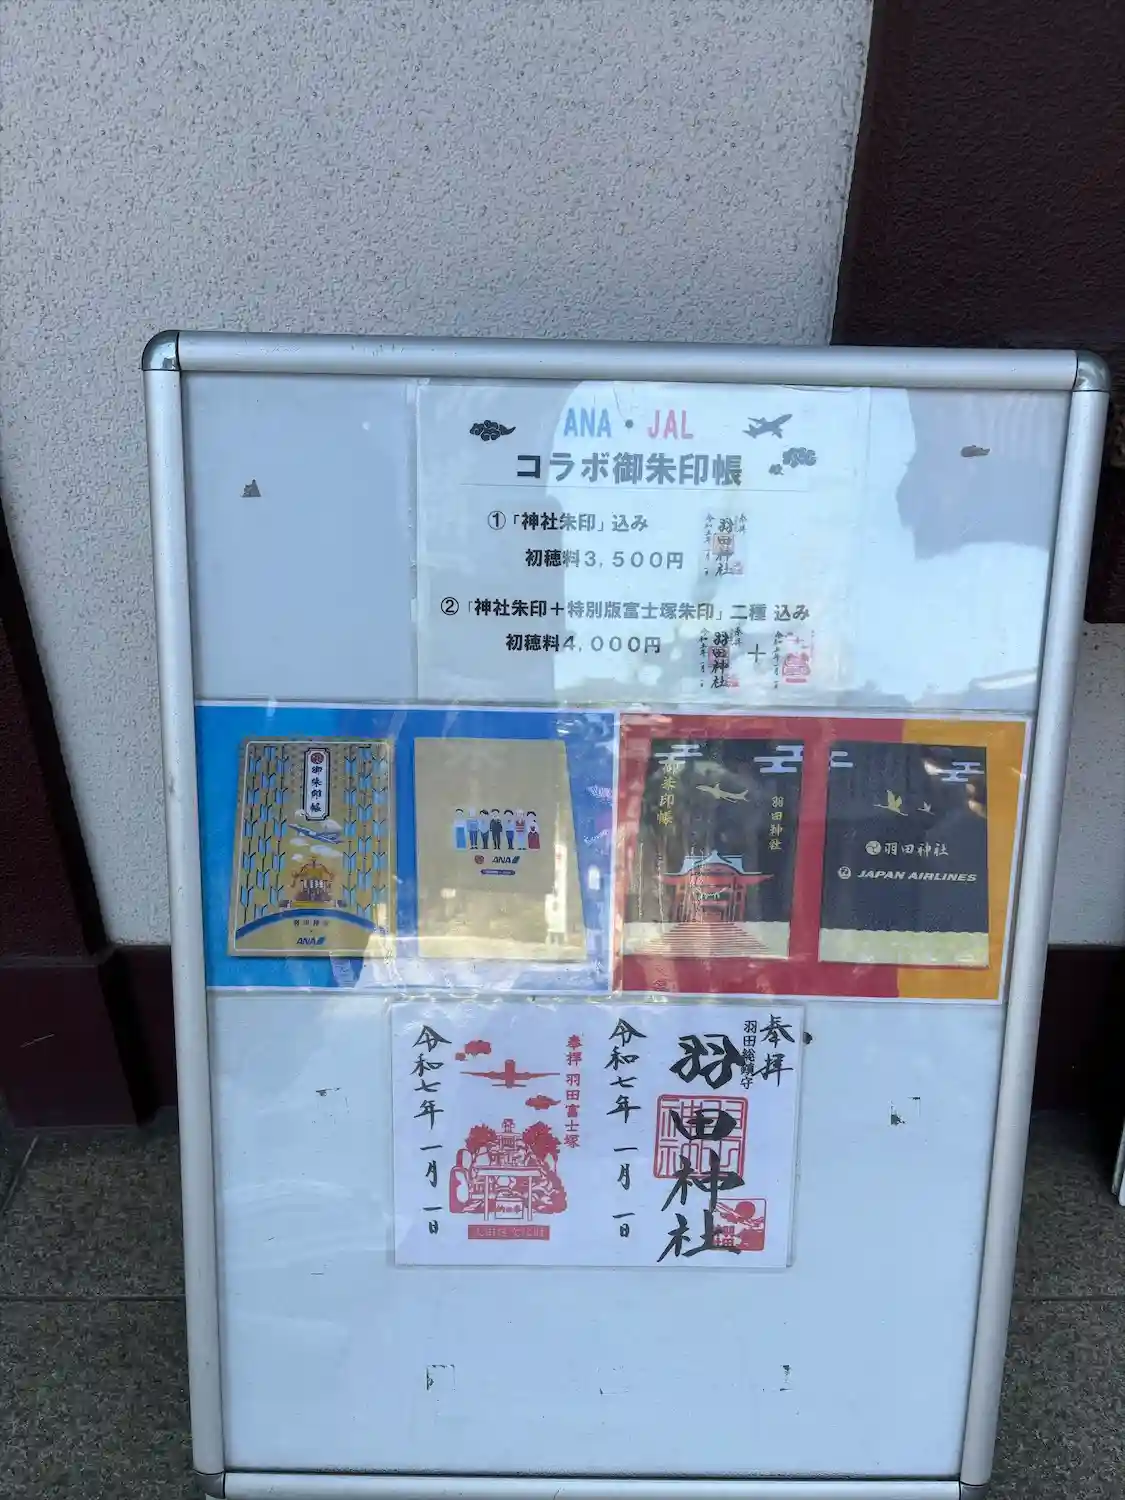 ANA・JAL
コラボ御朱印帳
①「神社朱印」込み
初穂料3,500円
②「神社朱印＋特別版富士塚朱印」二種 込み
初穂料4,000円
＋
御朱印帳
ANA
ANA
御朱印帳
羽田神社
羽田神社
JAPAN AIRLINES
奉拝
羽田総鎮守
羽田神社
令和七年 一月 一日
奉拝 羽田富士塚
令和七年 一月 一日